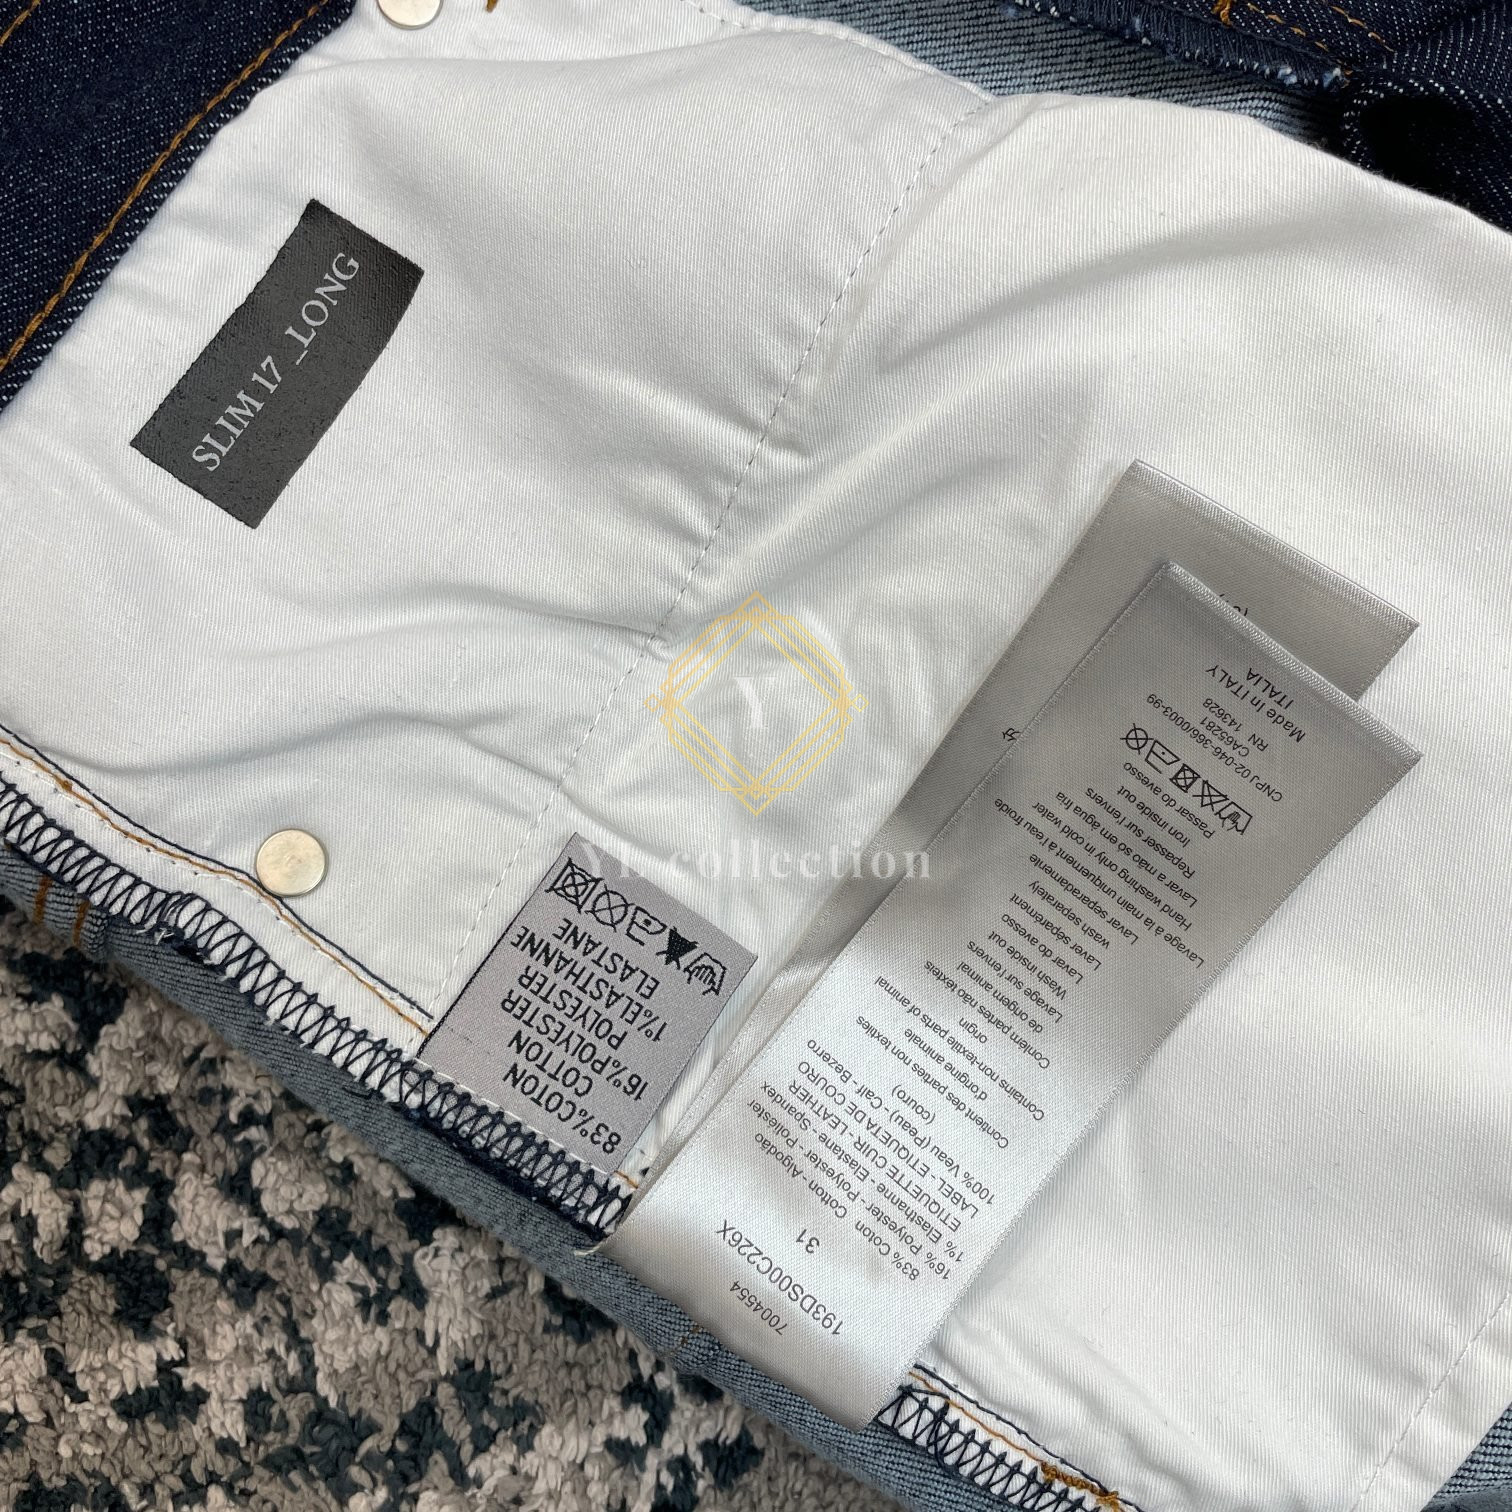 SLIM 17_LONG
Y
Yk collection
83%COTON
COTTON
16%POLYESTER
POLYESTER
1%ELASTHANNE
ELASTANE
7004554
193DS00C226X
31
83% Coton - Cotton - Algodão
16% Polyester - Polyester - Poliéster
1% Elasthanne - Elastane - Spandex
ETIQUETTE CUIR - LEATHER
LABEL - ETIQUETA DE COURO
100% Veau (Peau) - Calf - Bezerro
(couro)
Contient des parties non textiles
d'origine animale
Contains non-textile parts of animal
origin
Contem partes não têxteis
de origem animal
Lavage sur l'envers
Wash inside out
Lavar do avesso
Laver séparément
wash separately
Lavar separadamente
Lavage à la main uniquement à l'eau froide
Hand washing only in cold water
Lavar à mão só em água fria
Repasser sur l'envers
Iron inside out
Passar do avesso
CNPJ 02-046-366/0003-99
CA65281
RN 143628
Made in ITALY
ITALIA